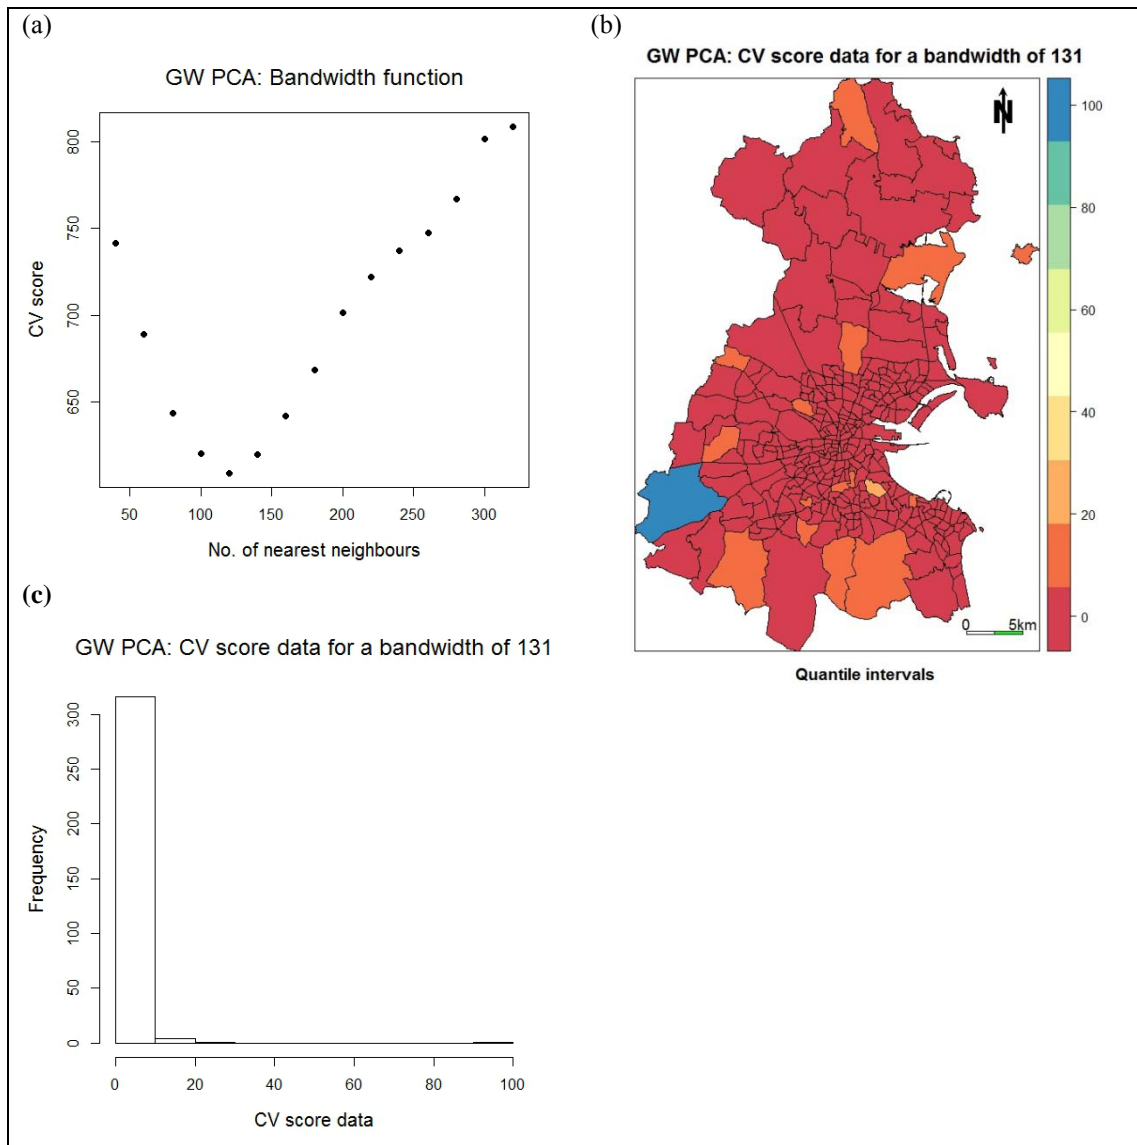 (a)
GW PCA: Bandwidth function
CV score
800
750
700
650
50 100 150 200 250 300
No. of nearest neighbours
(b)
GW PCA: CV score data for a bandwidth of 131
N
100
80
60
40
20
0
0 5km
Quantile intervals
(c)
GW PCA: CV score data for a bandwidth of 131
Frequency
300
250
200
150
100
50
0
0 20 40 60 80 100
CV score data